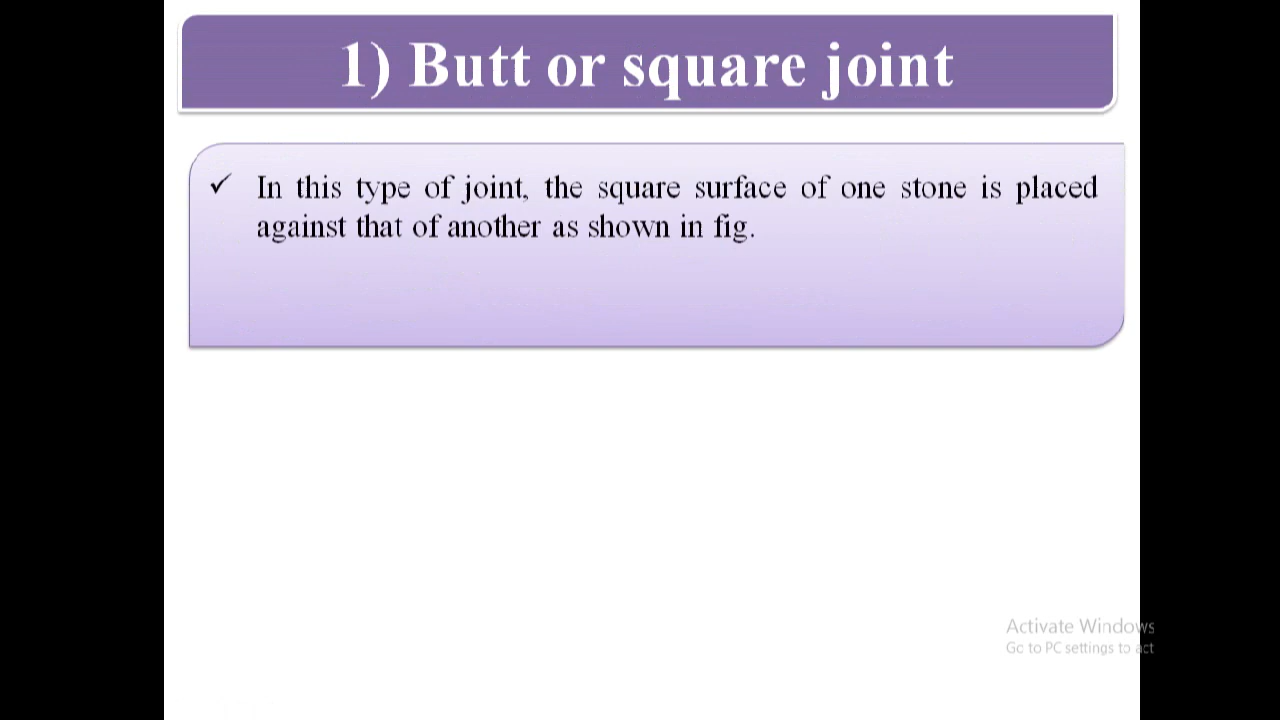 1) Butt or square joint
✓ In this type of joint, the square surface of one stone is placed
against that of another as shown in fig.
Activate Windows
Go to PC settings to act